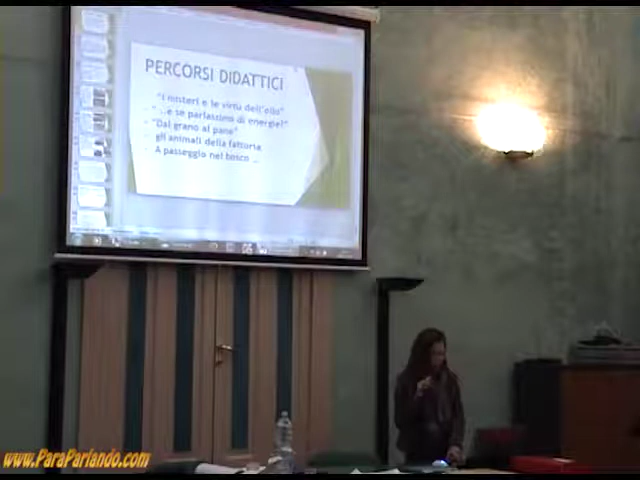 PERCORSI DIDATTICI
"I misteri e le virtù dell'olio"
"...e se parlassimo di energie?"
"Dal grano al pane"
gli animali della fattoria
A passeggio nel bosco ...
www.ParaParlando.com